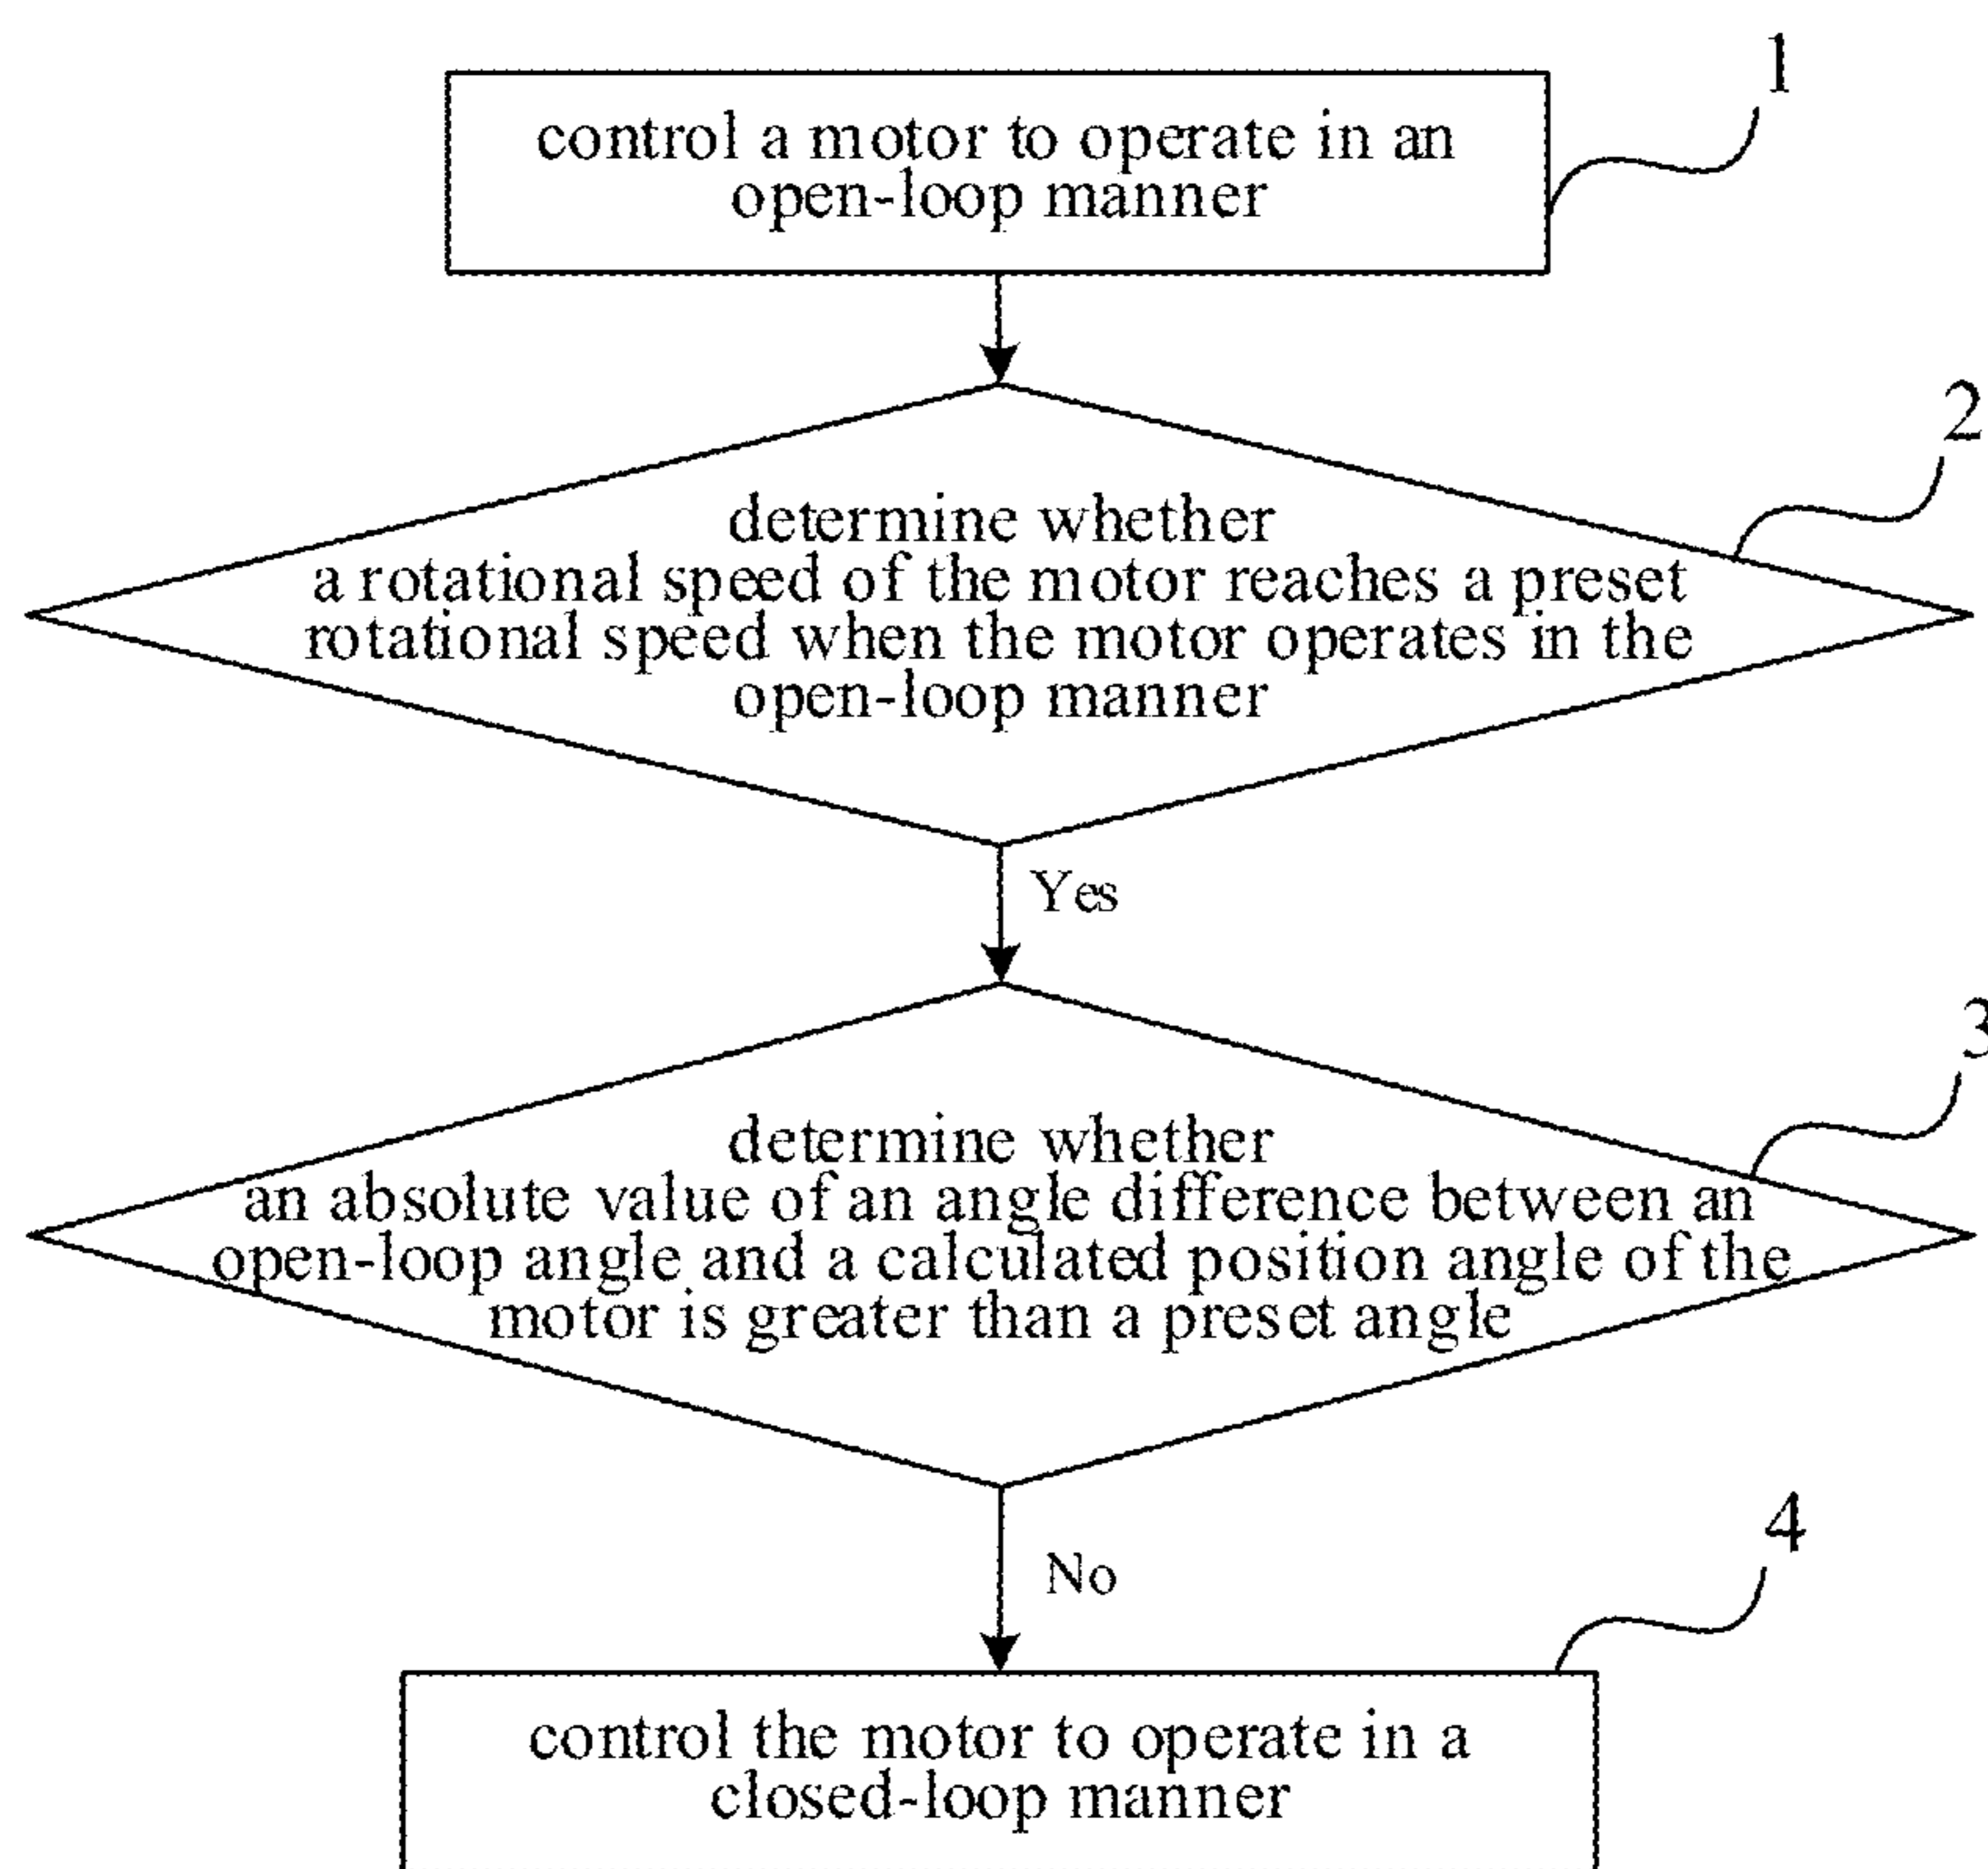 1
control a motor to operate in an
open-loop manner
2
determine whether
a rotational speed of the motor reaches a preset
rotational speed when the motor operates in the
open-loop manner
Yes
3
determine whether
an absolute value of an angle difference between an
open-loop angle and a calculated position angle of the
motor is greater than a preset angle
No
4
control the motor to operate in a
closed-loop manner